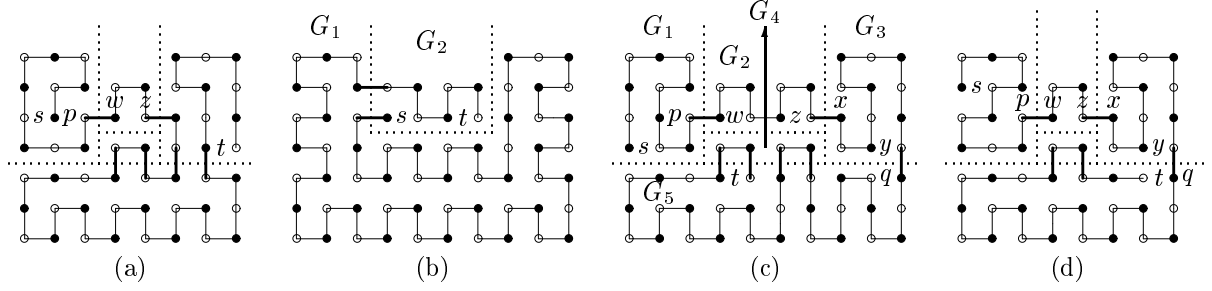 s p w z t
(a)
G₁ G₂
s t
(b)
G₁ G₂ G₄ G₃
p w z x
s y
t q
G₅
(c)
s
p w z x
y
t q
(d)